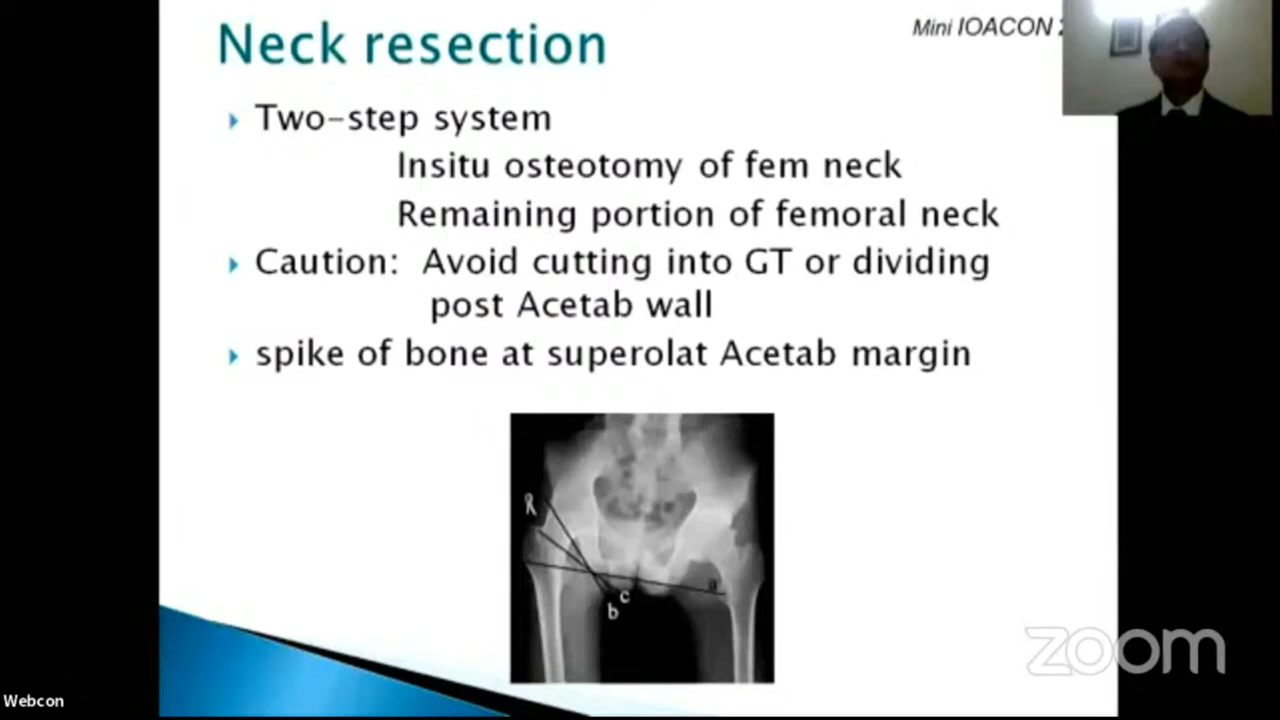 Neck resection
Mini IOACON
Two-step system
Insitu osteotomy of fem neck
Remaining portion of femoral neck
Caution: Avoid cutting into GT or dividing
post Acetab wall
spike of bone at superolat Acetab margin
R
c
b
zoom
Webcon